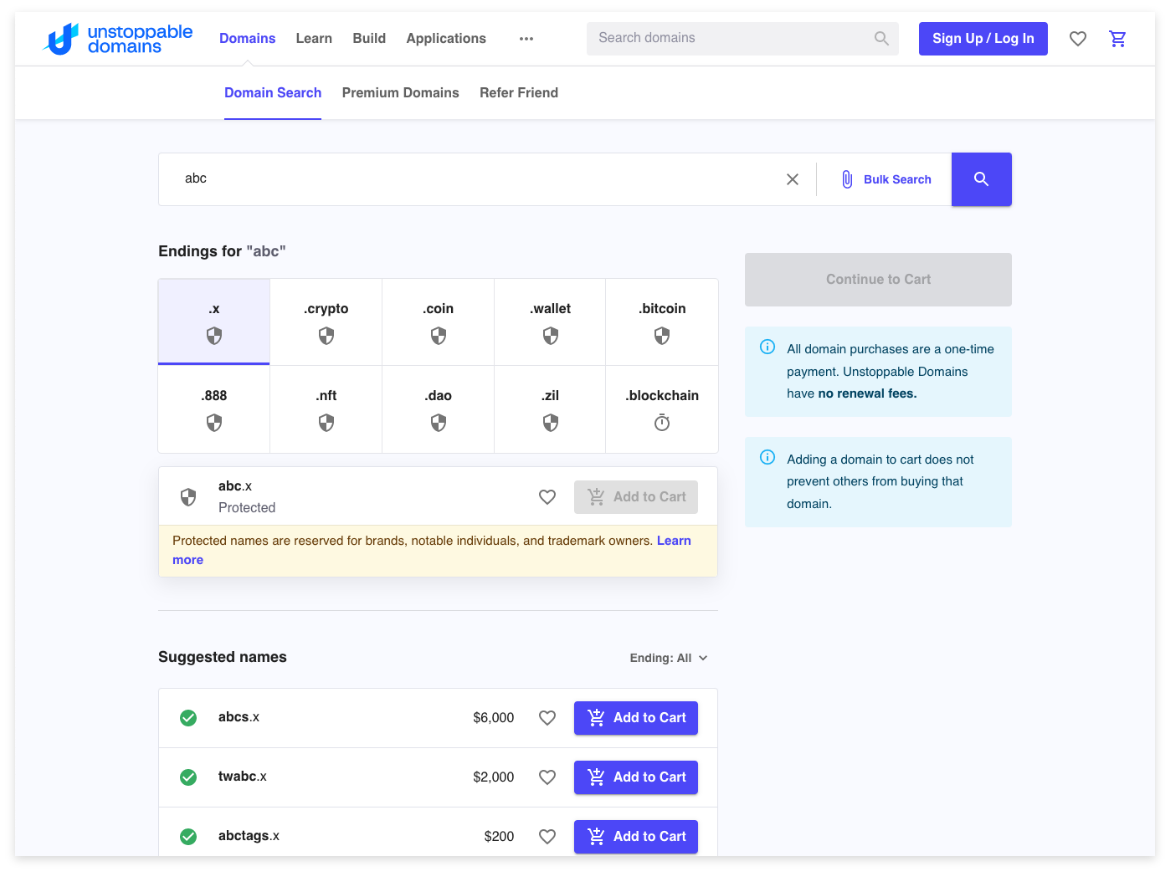 unstoppable
domains
Domains Learn Build Applications ••• Search domains Sign Up / Log In
Domain Search Premium Domains Refer Friend
abc Bulk Search
Endings for "abc"
Continue to Cart
.x .crypto .coin .wallet .bitcoin
.888 .nft .dao .zil .blockchain
All domain purchases are a one-time
payment. Unstoppable Domains
have no renewal fees.
Adding a domain to cart does not
prevent others from buying that
domain.
abc.x
Protected
Add to Cart
Protected names are reserved for brands, notable individuals, and trademark owners. Learn
more
Suggested names Ending: All
abcs.x $6,000 Add to Cart
twabc.x $2,000 Add to Cart
abctags.x $200 Add to Cart